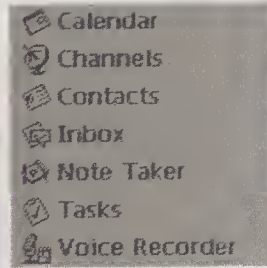 Calendar
Channels
Contacts
Inbox
Note Taker
Tasks
Voice Recorder